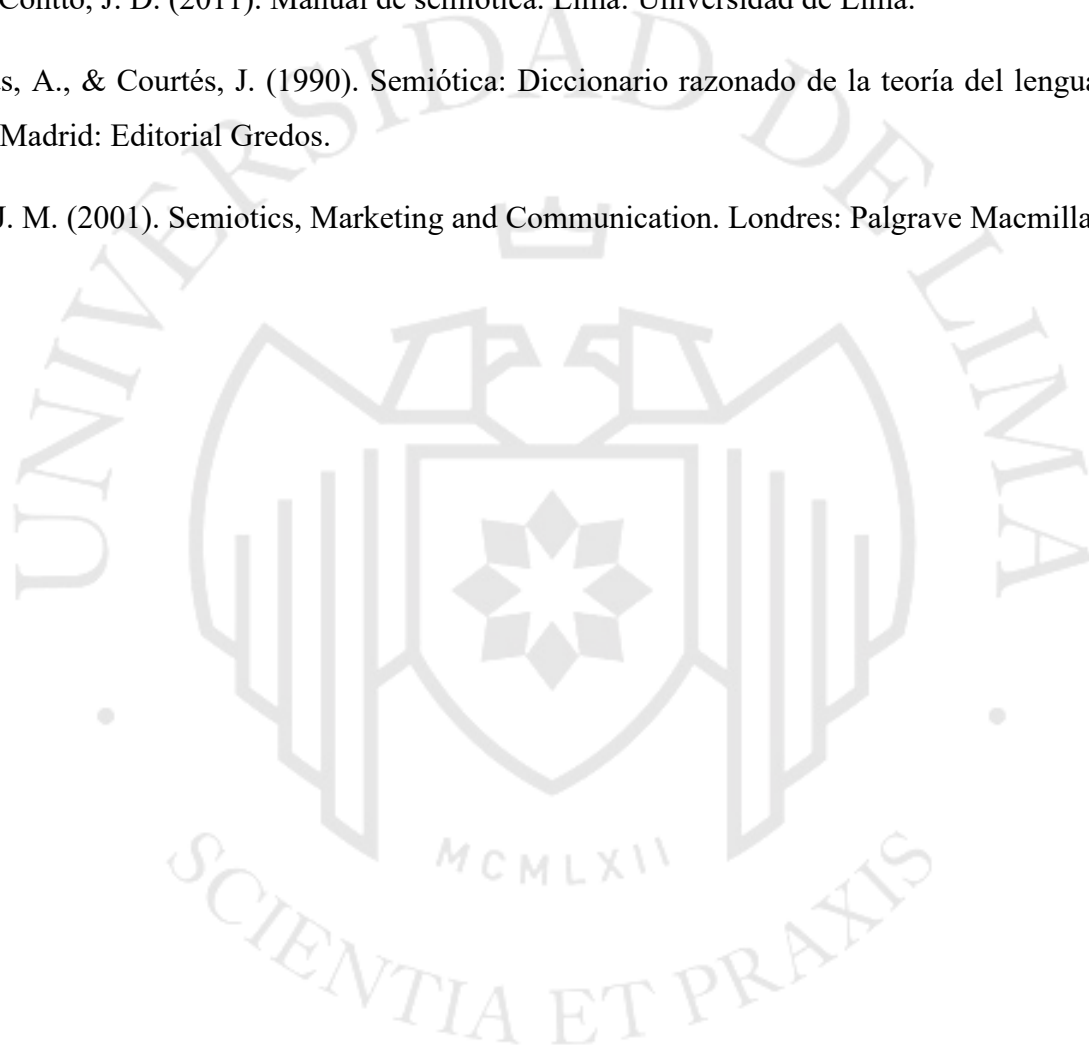 Contto, J. D. (2011). Manual de semiótica. Lima: Universidad de Lima.
s, A., & Courtés, J. (1990). Semiótica: Diccionario razonado de la teoría del lengua
Madrid: Editorial Gredos.
J. M. (2001). Semiotics, Marketing and Communication. Londres: Palgrave Macmilla
UNIVERSIDAD DE LIMA
MCMLXII
SCIENTIA ET PRAXIS